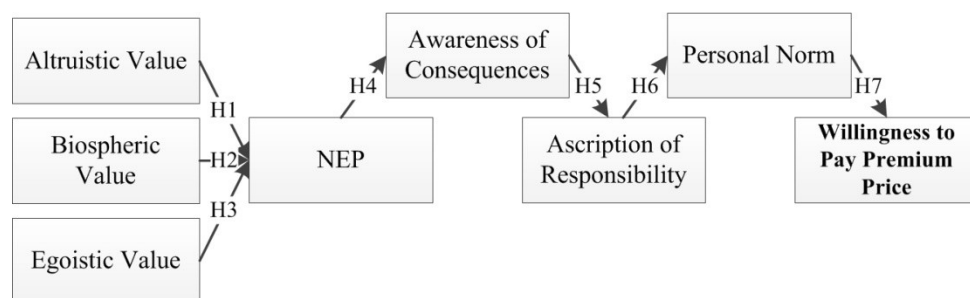 Altruistic Value
H1
Biospheric
Value
H2
Egoistic Value
H3
NEP
H4
Awareness of
Consequences
H5
Ascription of
Responsibility
H6
Personal Norm
H7
Willingness to
Pay Premium
Price